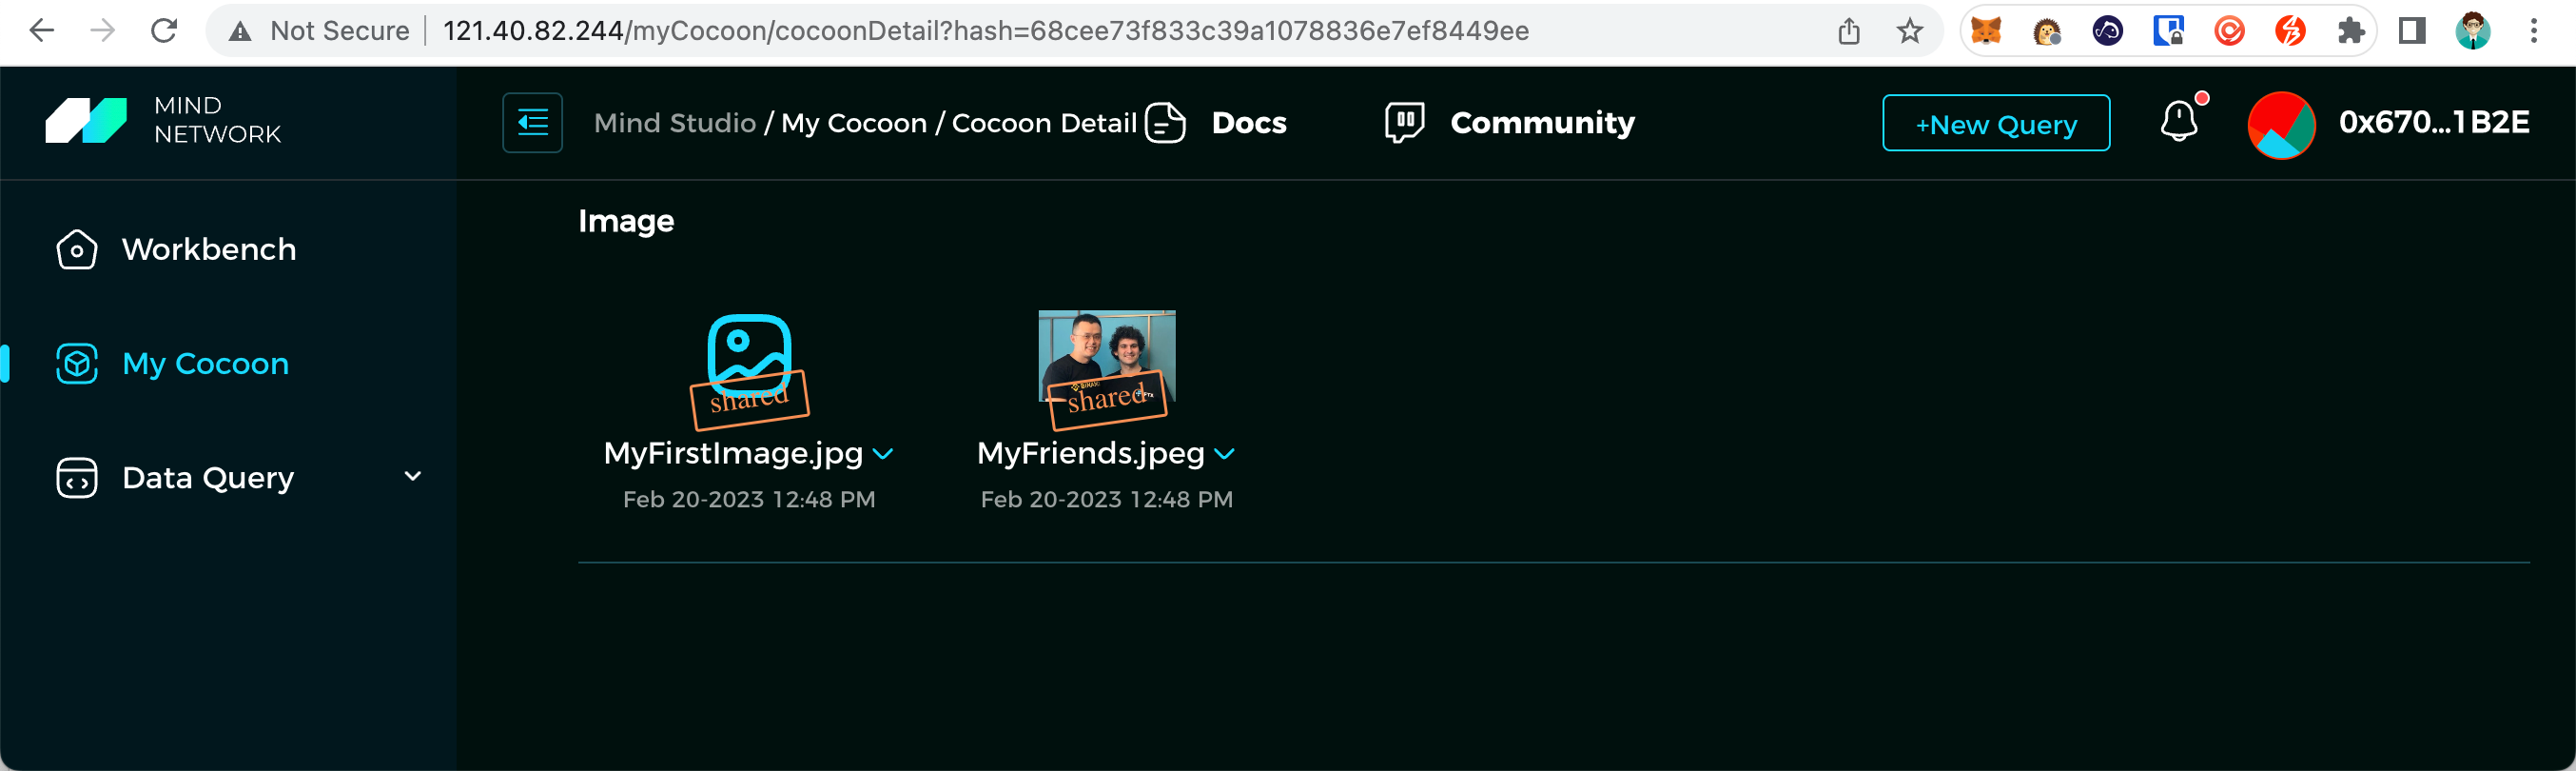 Not Secure | 121.40.82.244/myCocoon/cocoonDetail?hash=68cee73f833c39a1078836e7ef8449ee
MIND
NETWORK
Mind Studio / My Cocoon / Cocoon Detail
Docs
Community
+New Query
0x670...1B2E
Workbench
My Cocoon
Data Query
Image
shared
BINANCE
FTX
shared
MyFirstImage.jpg
MyFriends.jpeg
Feb 20-2023 12:48 PM
Feb 20-2023 12:48 PM